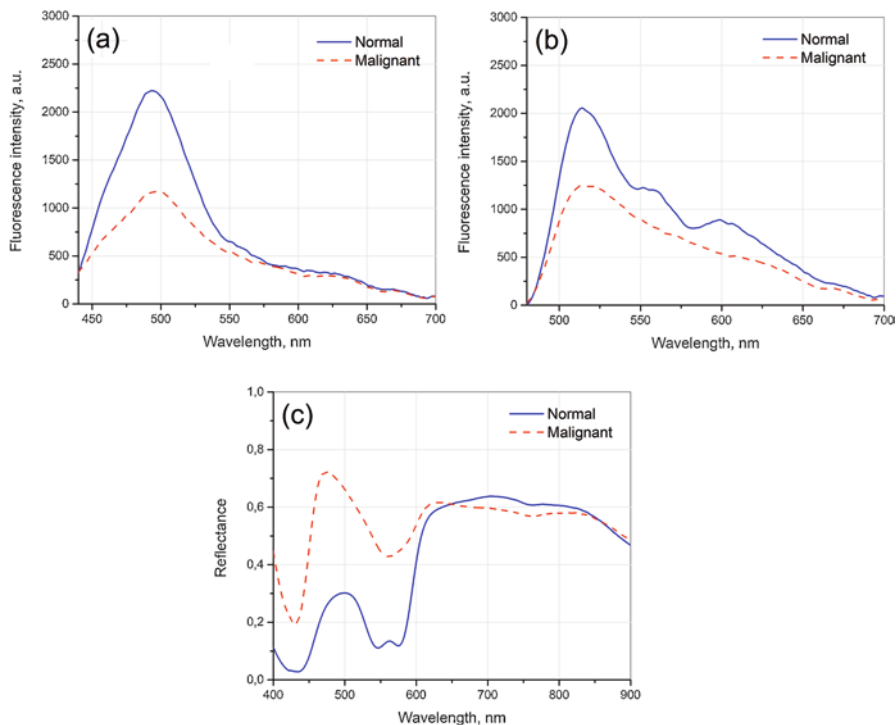 (a)
Normal
Malignant
Fluorescence intensity, a.u.
3000
2500
2000
1500
1000
500
0
450 500 550 600 650 700
Wavelength, nm
(b)
Normal
Malignant
Fluorescence intensity, a.u.
3000
2500
2000
1500
1000
500
0
500 550 600 650 700
Wavelength, nm
(c)
Normal
Malignant
Reflectance
1,0
0,8
0,6
0,4
0,2
0,0
400 500 600 700 800 900
Wavelength, nm